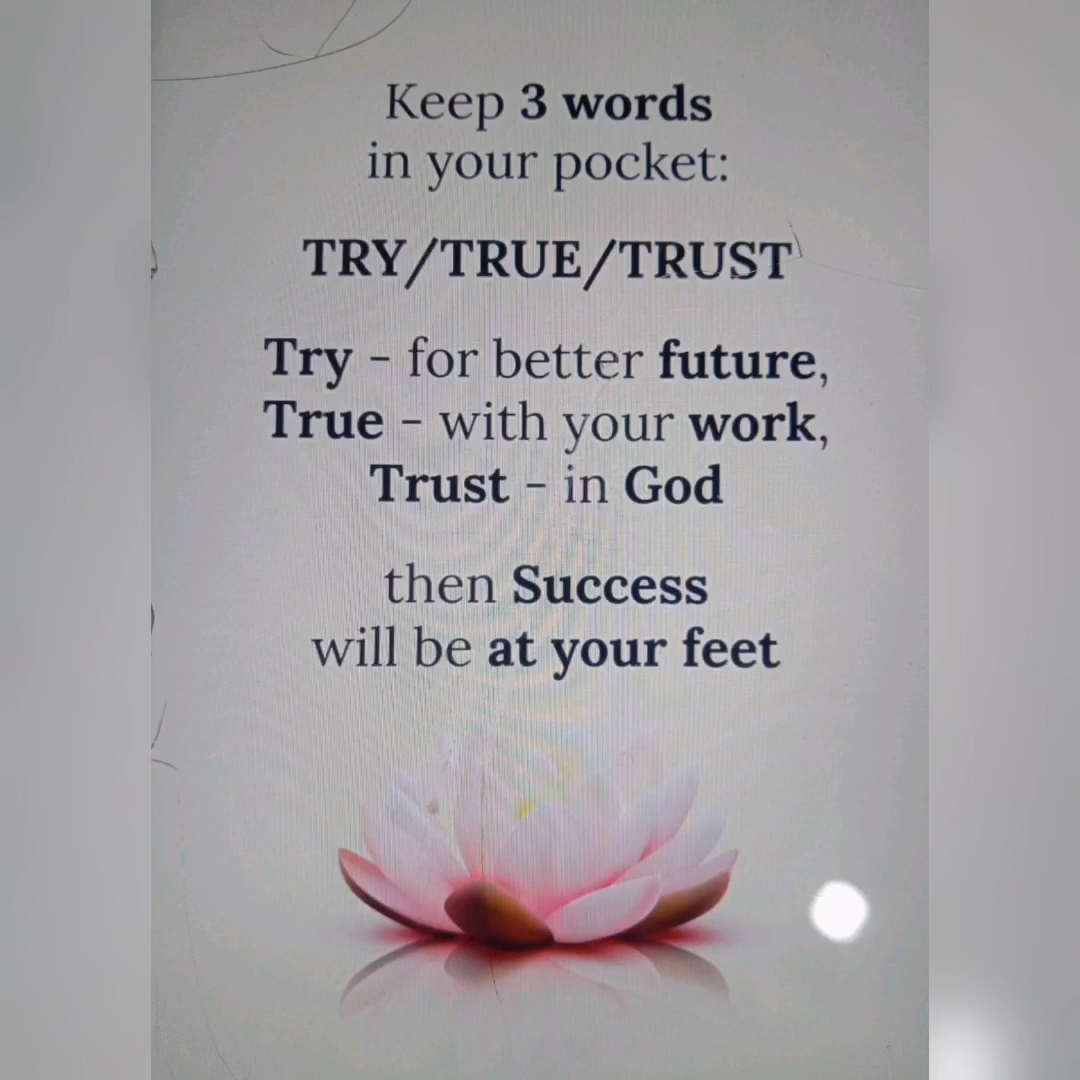 Keep 3 words
in your pocket:
TRY/TRUE/TRUST
Try - for better future,
True - with your work,
Trust - in God
then Success
will be at your feet